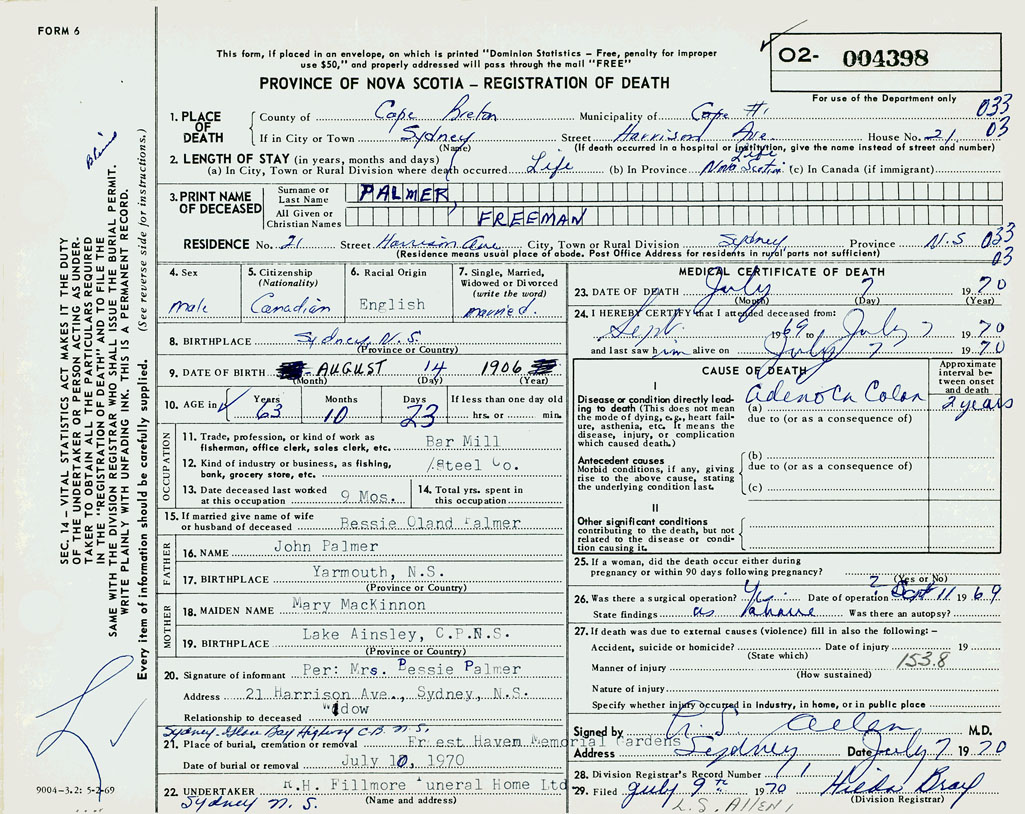 FORM 6
This form, if placed in an envelope, on which is printed "Dominion Statistics – Free, penalty for improper
use $50," and properly addressed will pass through the mail "FREE"
PROVINCE OF NOVA SCOTIA – REGISTRATION OF DEATH
O2- 004398
For use of the Department only
SEC. 14 – VITAL STATISTICS ACT MAKES IT THE DUTY
OF THE UNDERTAKER OR PERSON ACTING AS UNDER-
TAKER TO OBTAIN ALL THE PARTICULARS REQUIRED
IN THE "REGISTRATION OF DEATH" AND TO FILE THE
SAME WITH THE DIVISION REGISTRAR WHO SHALL ISSUE THE BURIAL PERMIT.
WRITE PLAINLY WITH UNFADING INK. THIS IS A PERMANENT RECORD.
Every item of information should be carefully supplied. (See reverse side for instructions.)
1. PLACE OF DEATH
County of Cape Breton Municipality of Cape #1 033
If in City or Town Sydney Street Harrison Ave. House No. 21 03
(Name) (If death occurred in a hospital or institution, give the name instead of street and number)
2. LENGTH OF STAY (in years, months and days) Life
(a) In City, Town or Rural Division where death occurred Life (b) In Province Nova Scotia (c) In Canada (if immigrant)
3. PRINT NAME OF DECEASED
Surname or Last Name PALMER,
All Given or Christian Names FREEMAN
RESIDENCE No. 21 Street Harrison Ave City, Town or Rural Division Sydney Province N.S 033
(Residence means usual place of abode. Post Office Address for residents in rural parts not sufficient) 03
4. Sex male
5. Citizenship (Nationality) Canadian
6. Racial Origin English
7. Single, Married, Widowed or Divorced (write the word) married.
8. BIRTHPLACE Sydney N.S.
(Province or Country)
9. DATE OF BIRTH AUGUST 14 1906
(Month) (Day) (Year)
10. AGE in Years 63 Months 10 Days 23 If less than one day old
hrs. or min.
OCCUPATION
11. Trade, profession, or kind of work as fisherman, office clerk, sales clerk, etc. Bar Mill
12. Kind of industry or business, as fishing, bank, grocery store, etc. Steel Co.
13. Date deceased last worked at this occupation 9 Mos.
14. Total yrs. spent in this occupation
15. If married give name of wife or husband of deceased Bessie Oland Palmer
FATHER
16. NAME John Palmer
17. BIRTHPLACE Yarmouth, N.S.
(Province or Country)
MOTHER
18. MAIDEN NAME Mary MacKinnon
19. BIRTHPLACE Lake Ainsley, C.P.N.S.
(Province or Country)
20. Signature of informant Per: Mrs. Bessie Palmer
Address 21 Harrison Ave., Sydney, N.S.
Relationship to deceased Widow
Sydney-Glace Bay Highway C.B. N.S.
21. Place of burial, cremation or removal Forest Haven Memorial Gardens
Date of burial or removal July 10, 1970
22. UNDERTAKER R.H. Fillmore Funeral Home Ltd
Sydney N.S. (Name and address)
9004–3.2: 5-2-69
MEDICAL CERTIFICATE OF DEATH
23. DATE OF DEATH July 7 1970
(Month) (Day) (Year)
24. I HEREBY CERTIFY that I attended deceased from:
Sept. 1969 to July 7 1970
and last saw him alive on July 7 1970
CAUSE OF DEATH
Approximate interval between onset and death
I
Disease or condition directly leading to death (This does not mean the mode of dying, e.g., heart failure, asthenia, etc. It means the disease, injury, or complication which caused death.)
(a) Adeno Ca Colon 2 years
due to (or as a consequence of)
Antecedent causes
Morbid conditions, if any, giving rise to the above cause, stating the underlying condition last.
(b)
due to (or as a consequence of)
(c)
II
Other significant conditions contributing to the death, but not related to the disease or condition causing it.
25. If a woman, did the death occur either during pregnancy or within 90 days following pregnancy?
(Yes or No)
26. Was there a surgical operation? Yes Date of operation ? Sept 11 1969
State findings as above Was there an autopsy?
27. If death was due to external causes (violence) fill in also the following: –
Accident, suicide or homicide? Date of injury 19
(State which) 153.8
Manner of injury
(How sustained)
Nature of injury
Specify whether injury occurred in Industry, in home, or in public place
Signed by Allen M.D.
Address Sydney Date July 7 1970
28. Division Registrar's Record Number
29. Filed July 9th 1970 Hilda Bray
(Division Registrar)
L.S. ALLEN